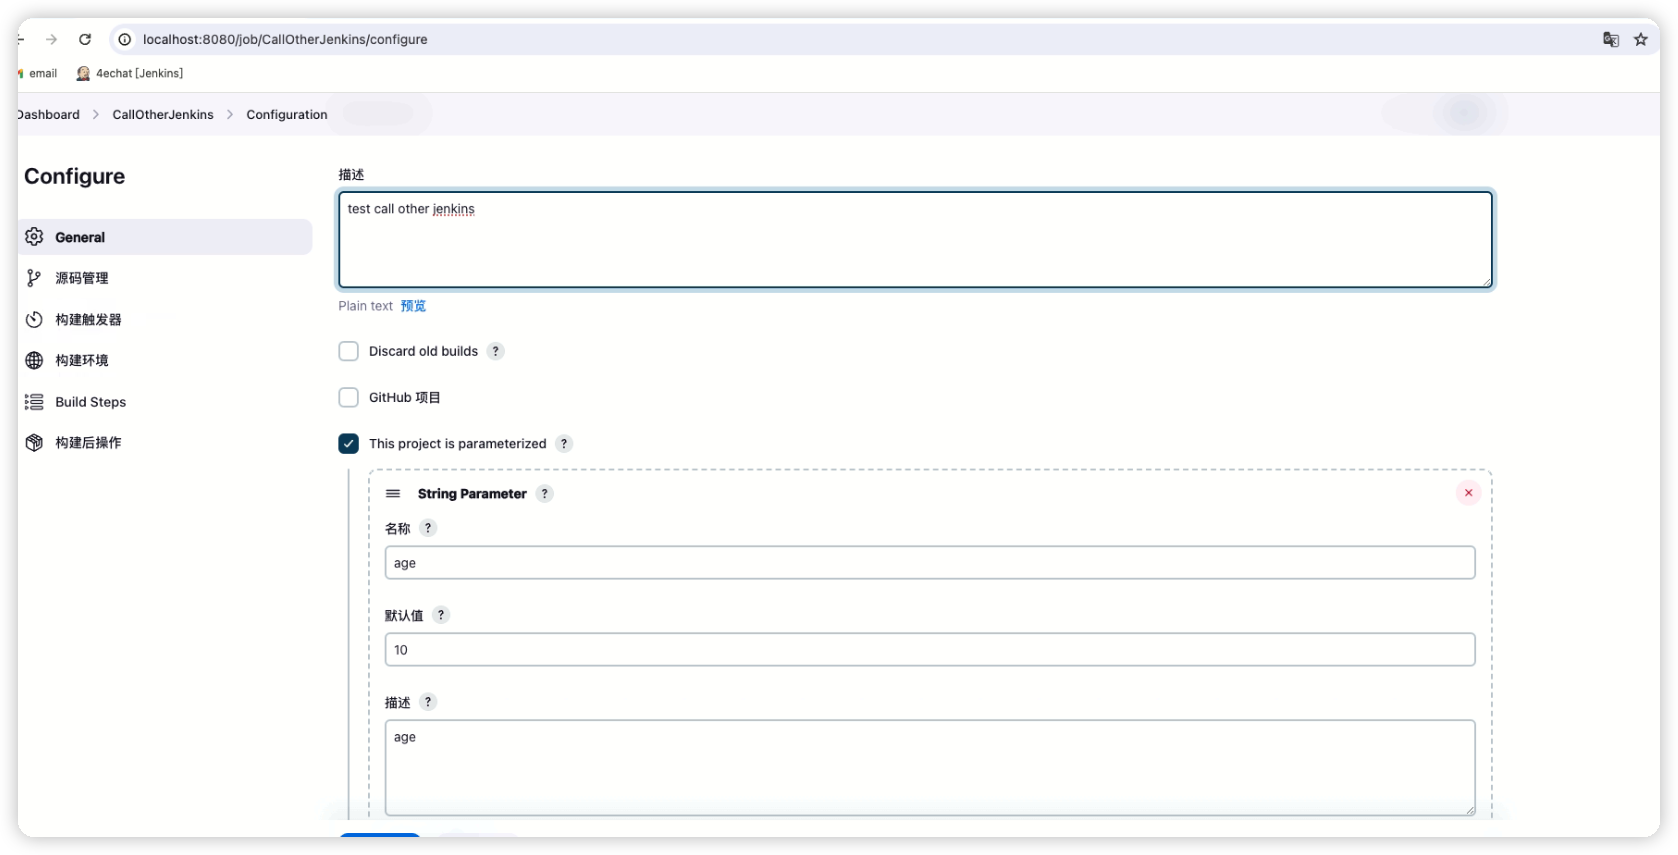 localhost:8080/job/CallOtherJenkins/configure
email 4echat [Jenkins]
Dashboard CallOtherJenkins Configuration
Configure
General
源码管理
构建触发器
构建环境
Build Steps
构建后操作
描述
test call other jenkins
Plain text 预览
Discard old builds ?
GitHub 项目
This project is parameterized ?
String Parameter ?
名称 ?
age
默认值 ?
10
描述 ?
age